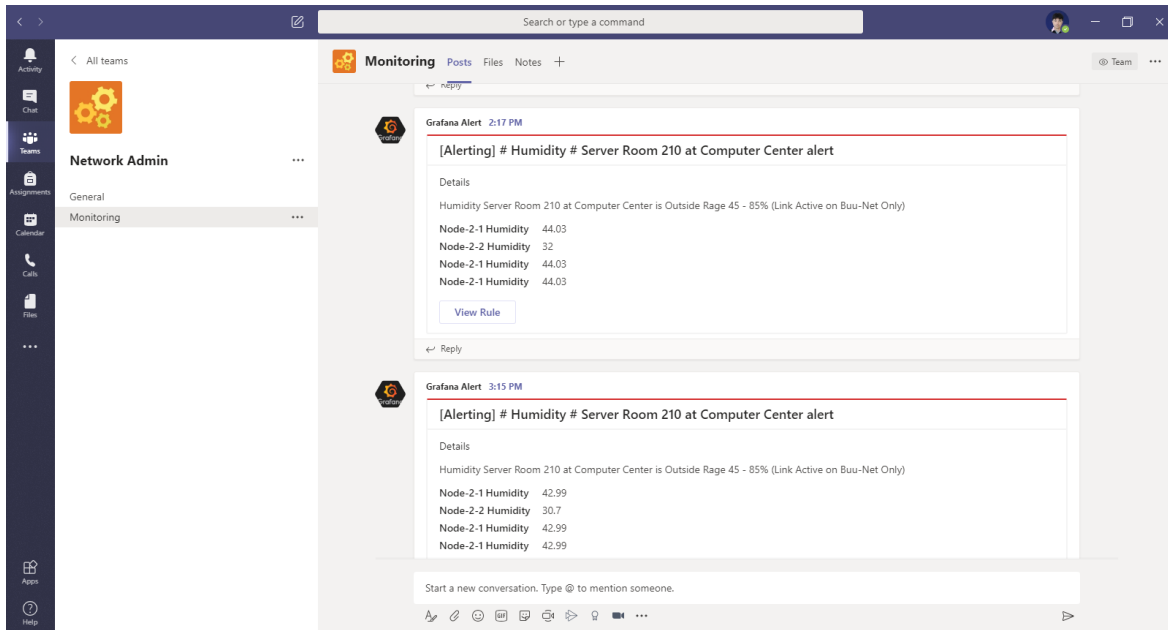 Search or type a command
Activity
Chat
Teams
Assignments
Calendar
Calls
Files
Apps
Help
All teams
Network Admin
General
Monitoring
Monitoring Posts Files Notes
Team
Reply
Grafana
Grafana Alert 2:17 PM
[Alerting] # Humidity # Server Room 210 at Computer Center alert
Details
Humidity Server Room 210 at Computer Center is Outside Rage 45 - 85% (Link Active on Buu-Net Only)
Node-2-1 Humidity 44.03
Node-2-2 Humidity 32
Node-2-1 Humidity 44.03
Node-2-1 Humidity 44.03
View Rule
Reply
Grafana
Grafana Alert 3:15 PM
[Alerting] # Humidity # Server Room 210 at Computer Center alert
Details
Humidity Server Room 210 at Computer Center is Outside Rage 45 - 85% (Link Active on Buu-Net Only)
Node-2-1 Humidity 42.99
Node-2-2 Humidity 30.7
Node-2-1 Humidity 42.99
Node-2-1 Humidity 42.99
Start a new conversation. Type @ to mention someone.
GIF